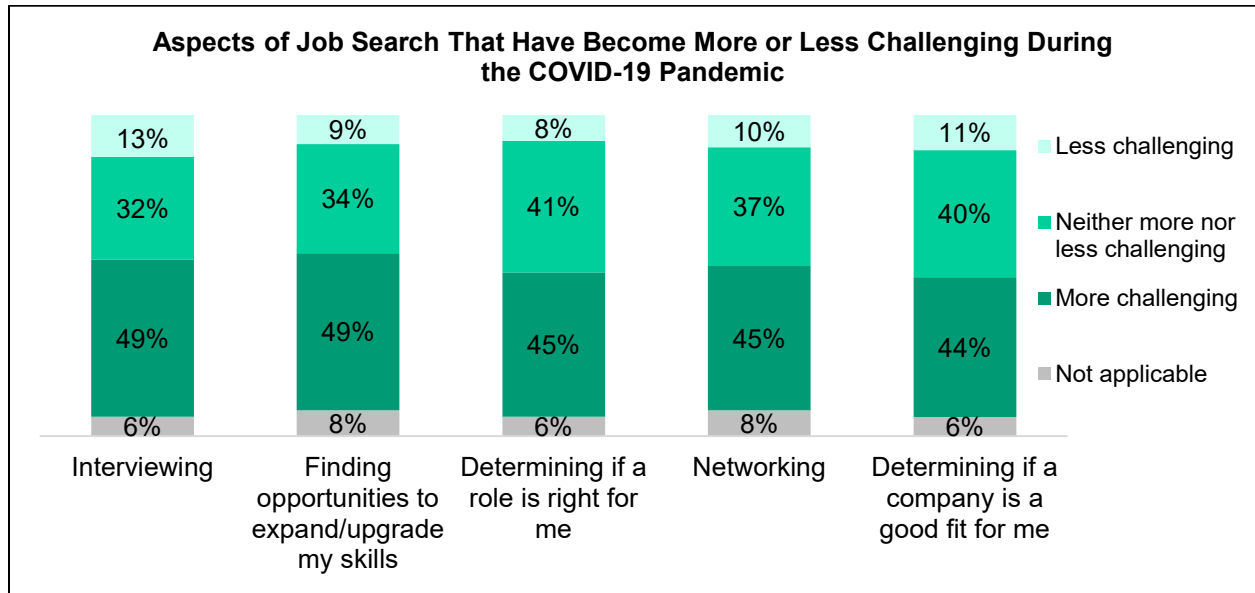 Aspects of Job Search That Have Become More or Less Challenging During
the COVID-19 Pandemic
13%
9%
8%
10%
11%
32%
34%
41%
37%
40%
49%
49%
45%
45%
44%
6%
8%
6%
8%
6%
Less challenging
Neither more nor
less challenging
More challenging
Not applicable
Interviewing
Finding
opportunities to
expand/upgrade
my skills
Determining if a
role is right for
me
Networking
Determining if a
company is a
good fit for me